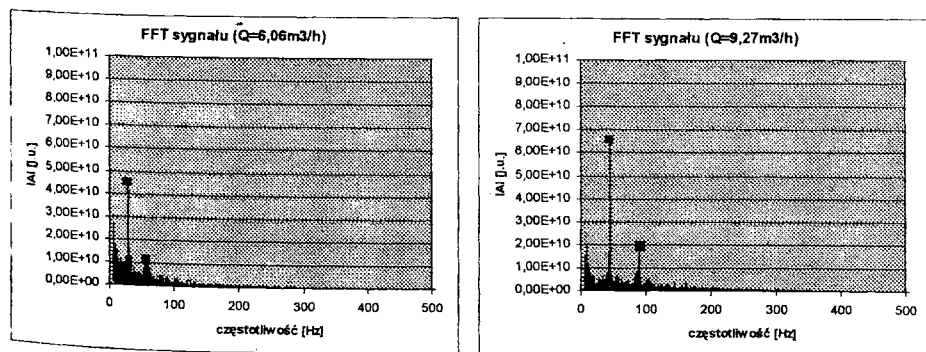 FFT sygnału (Q=6,06m3/h)
1,00E+11
9,00E+10
8,00E+10
7,00E+10
6,00E+10
5,00E+10
4,00E+10
3,00E+10
2,00E+10
1,00E+10
0,00E+00
IAI [j.u.]
0 100 200 300 400 500
częstotliwość [Hz]
FFT sygnału (Q=9,27m3/h)
1,00E+11
9,00E+10
8,00E+10
7,00E+10
6,00E+10
5,00E+10
4,00E+10
3,00E+10
2,00E+10
1,00E+10
0,00E+00
IAI [j.u.]
0 100 200 300 400 500
częstotliwość [Hz]